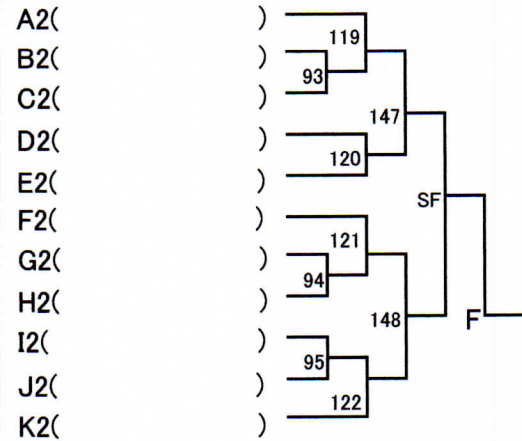 A2( )
119
B2( )
93
C2( )
147
D2( )
120
E2( )
SF
F2( )
121
G2( )
94
H2( )
148
F
I2( )
95
J2( )
122
K2( )